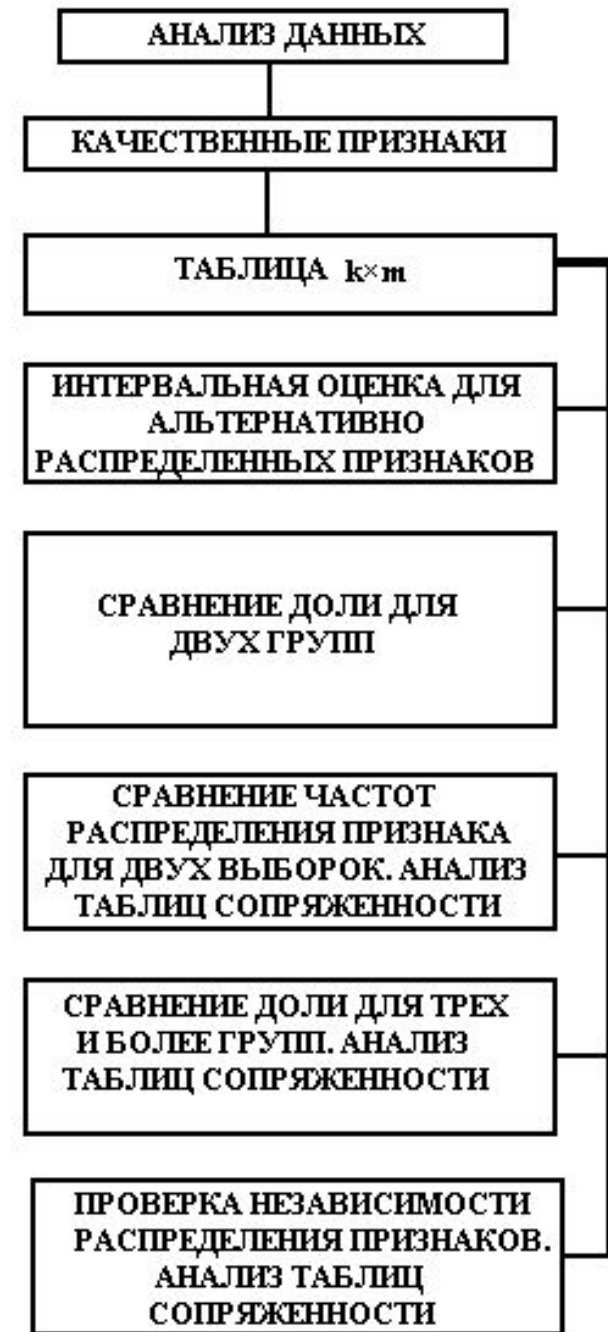 АНАЛИЗ ДАННЫХ
КАЧЕСТВЕННЫЕ ПРИЗНАКИ
ТАБЛИЦА k×m
ИНТЕРВАЛЬНАЯ ОЦЕНКА ДЛЯ
АЛЬТЕРНАТИВНО
РАСПРЕДЕЛЕННЫХ ПРИЗНАКОВ
СРАВНЕНИЕ ДОЛИ ДЛЯ
ДВУХ ГРУПП
СРАВНЕНИЕ ЧАСТОТ
РАСПРЕДЕЛЕНИЯ ПРИЗНАКА
ДЛЯ ДВУХ ВЫБОРОК. АНАЛИЗ
ТАБЛИЦ СОПРЯЖЕННОСТИ
СРАВНЕНИЕ ДОЛИ ДЛЯ ТРЕХ
И БОЛЕЕ ГРУПП. АНАЛИЗ
ТАБЛИЦ СОПРЯЖЕННОСТИ
ПРОВЕРКА НЕЗАВИСИМОСТИ
РАСПРЕДЕЛЕНИЯ ПРИЗНАКОВ.
АНАЛИЗ ТАБЛИЦ
СОПРЯЖЕННОСТИ